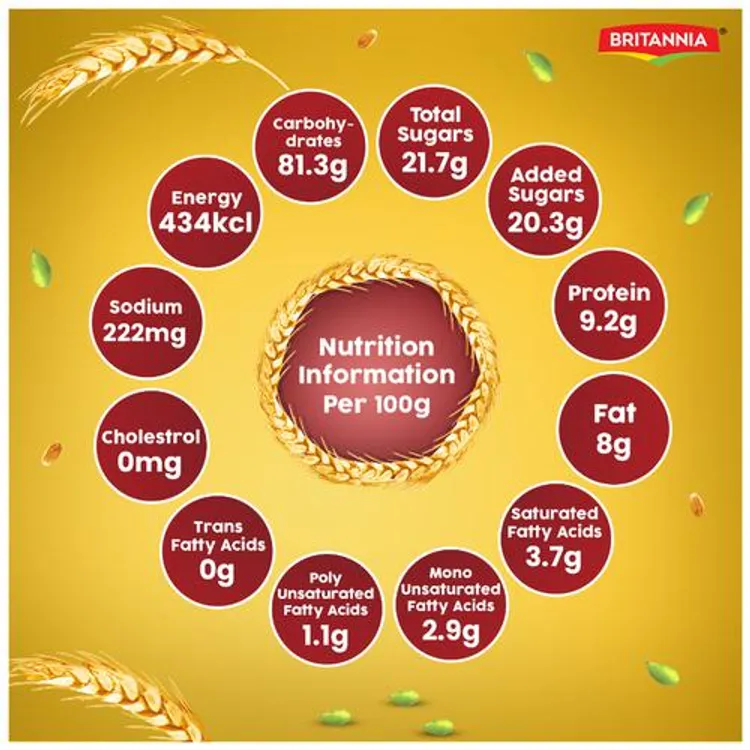 BRITANNIA
®
Nutrition
Information
Per 100g
Carbohy-
drates
81.3g
Total
Sugars
21.7g
Added
Sugars
20.3g
Protein
9.2g
Fat
8g
Saturated
Fatty Acids
3.7g
Mono
Unsaturated
Fatty Acids
2.9g
Poly
Unsaturated
Fatty Acids
1.1g
Trans
Fatty Acids
0g
Cholestrol
0mg
Sodium
222mg
Energy
434kcl